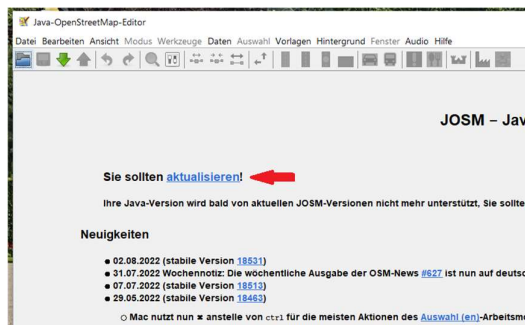 Java-OpenStreetMap-Editor
Datei Bearbeiten Ansicht Modus Werkzeuge Daten Auswahl Vorlagen Hintergrund Fenster Audio Hilfe
JOSM – Jav
Sie sollten aktualisieren!
Ihre Java-Version wird bald von aktuellen JOSM-Versionen nicht mehr unterstützt, Sie sollte
Neuigkeiten
● 02.08.2022 (stabile Version 18531)
● 31.07.2022 Wochennotiz: Die wöchentliche Ausgabe der OSM-News #627 ist nun auf deutsc
● 07.07.2022 (stabile Version 18513)
● 29.05.2022 (stabile Version 18463)
○ Mac nutzt nun ⌘ anstelle von ctrl für die meisten Aktionen des Auswahl (en)-Arbeitsm